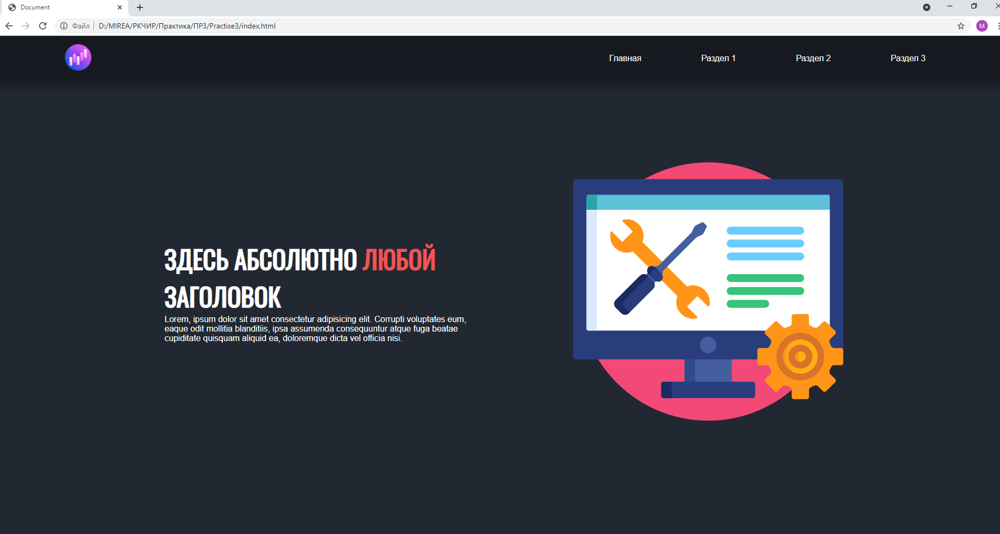 Document
Файл
D:/MIREA/РКЧИР/Практика/ПР3/Practise3/index.html
M
Главная
Раздел 1
Раздел 2
Раздел 3
ЗДЕСЬ АБСОЛЮТНО ЛЮБОЙ
ЗАГОЛОВОК
Lorem, ipsum dolor sit amet consectetur adipisicing elit. Corrupti voluptates eum,
eaque odit mollitia blanditiis, ipsa assumenda consequuntur atque fuga beatae
cupiditate quisquam aliquid ea, doloremque dicta vel officia nisi.